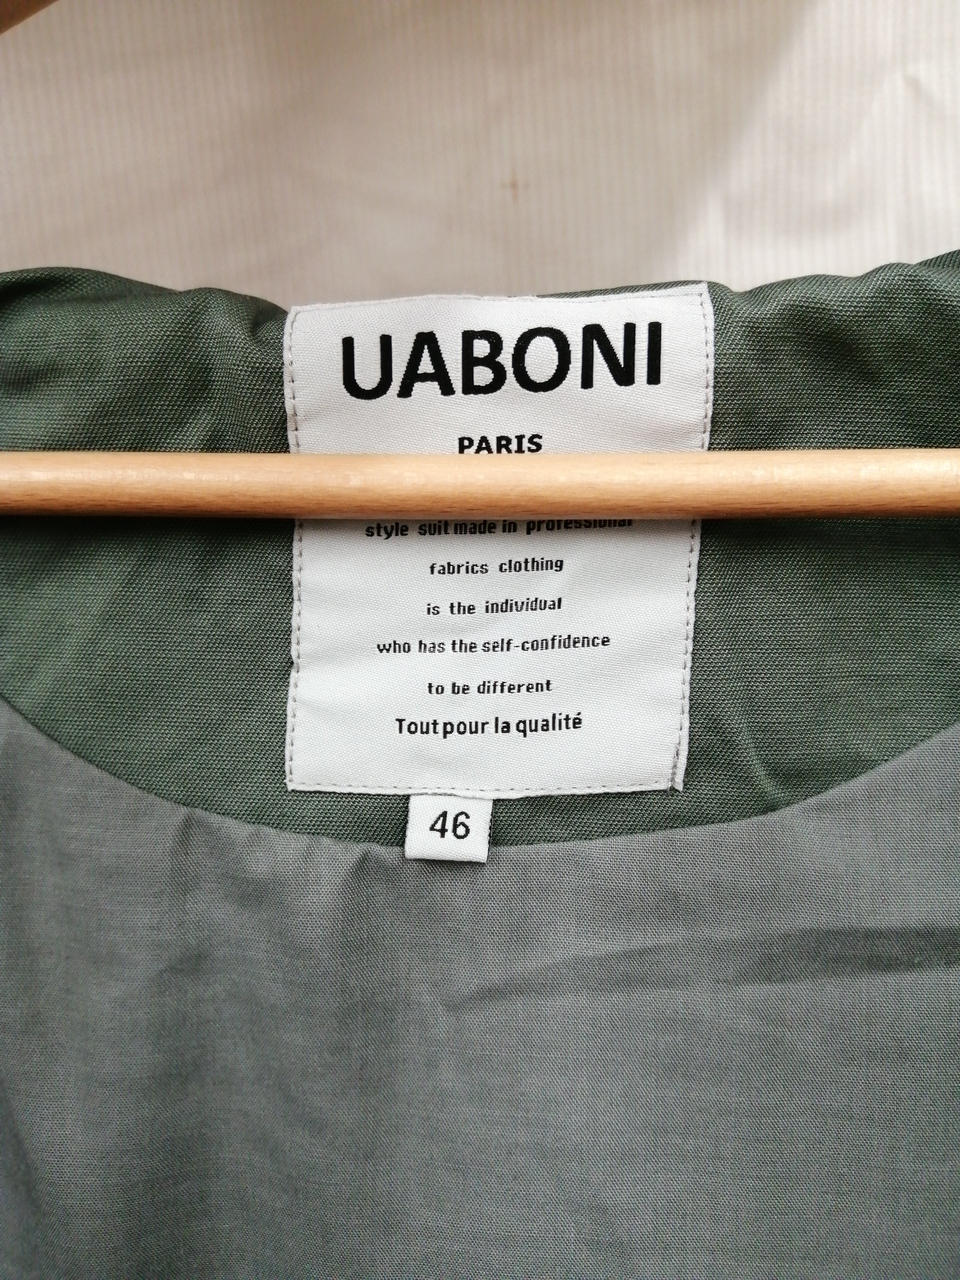 UABONI
PARIS
style suit made in professional
fabrics clothing
is the individual
who has the self-confidence
to be different
Tout pour la qualité
46